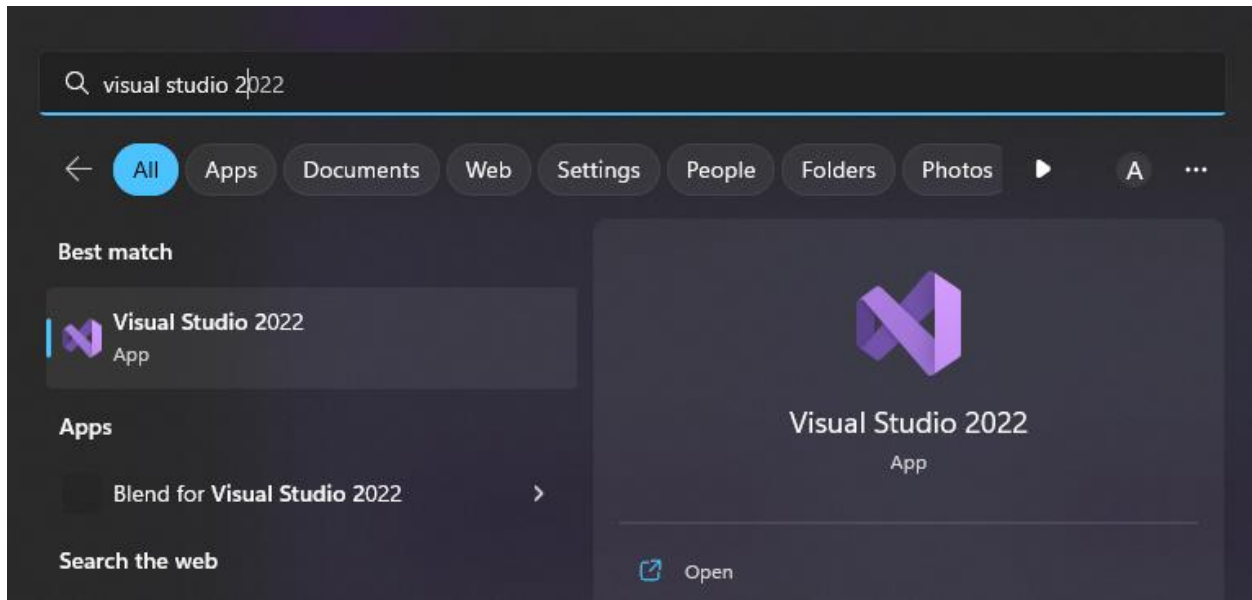 visual studio 2022
All Apps Documents Web Settings People Folders Photos A ...
Best match
Visual Studio 2022
App
Apps
Blend for Visual Studio 2022
Search the web
Visual Studio 2022
App
Open